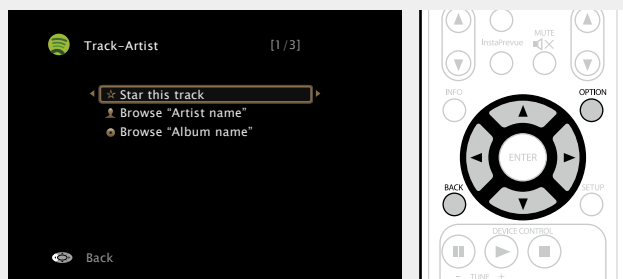 Track-Artist [1/3]
☆ Star this track
Browse “Artist name”
Browse “Album name”
Back
MUTE
InstaPrevue
INFO
OPTION
ENTER
BACK
SETUP
DEVICE CONTROL
– TUNE +